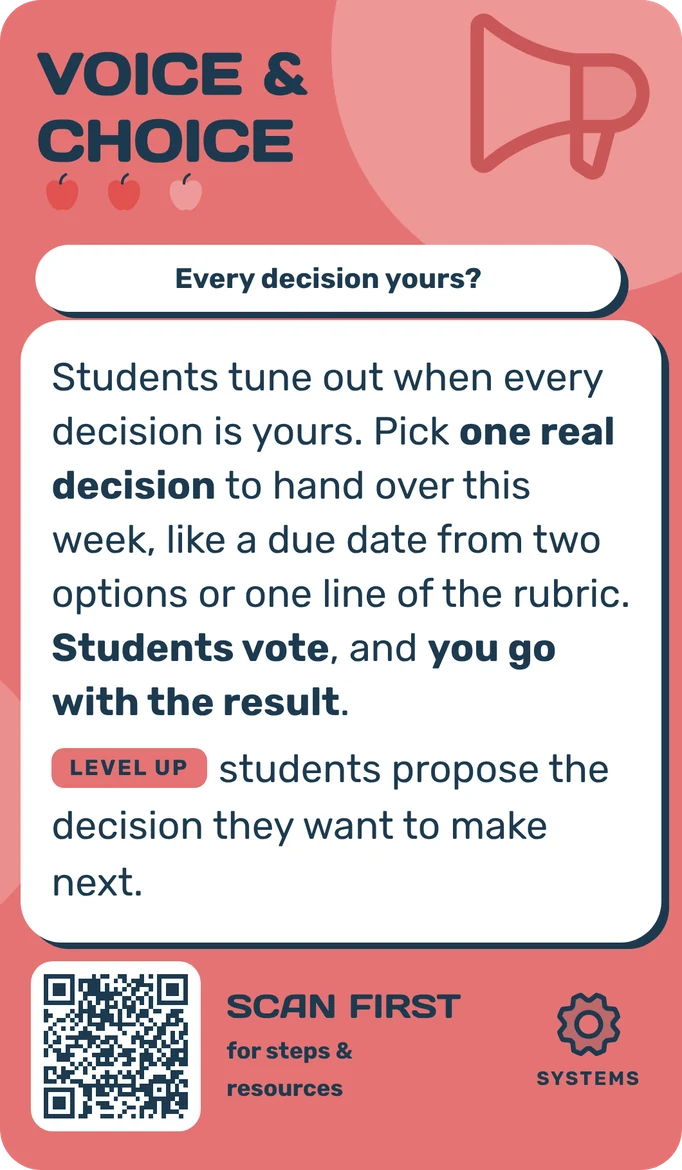 VOICE &
CHOICE
Every decision yours?
Students tune out when every
decision is yours. Pick one real
decision to hand over this
week, like a due date from two
options or one line of the rubric.
Students vote, and you go
with the result.
LEVEL UP students propose the
decision they want to make
next.
SCAN FIRST
for steps &
resources
SYSTEMS